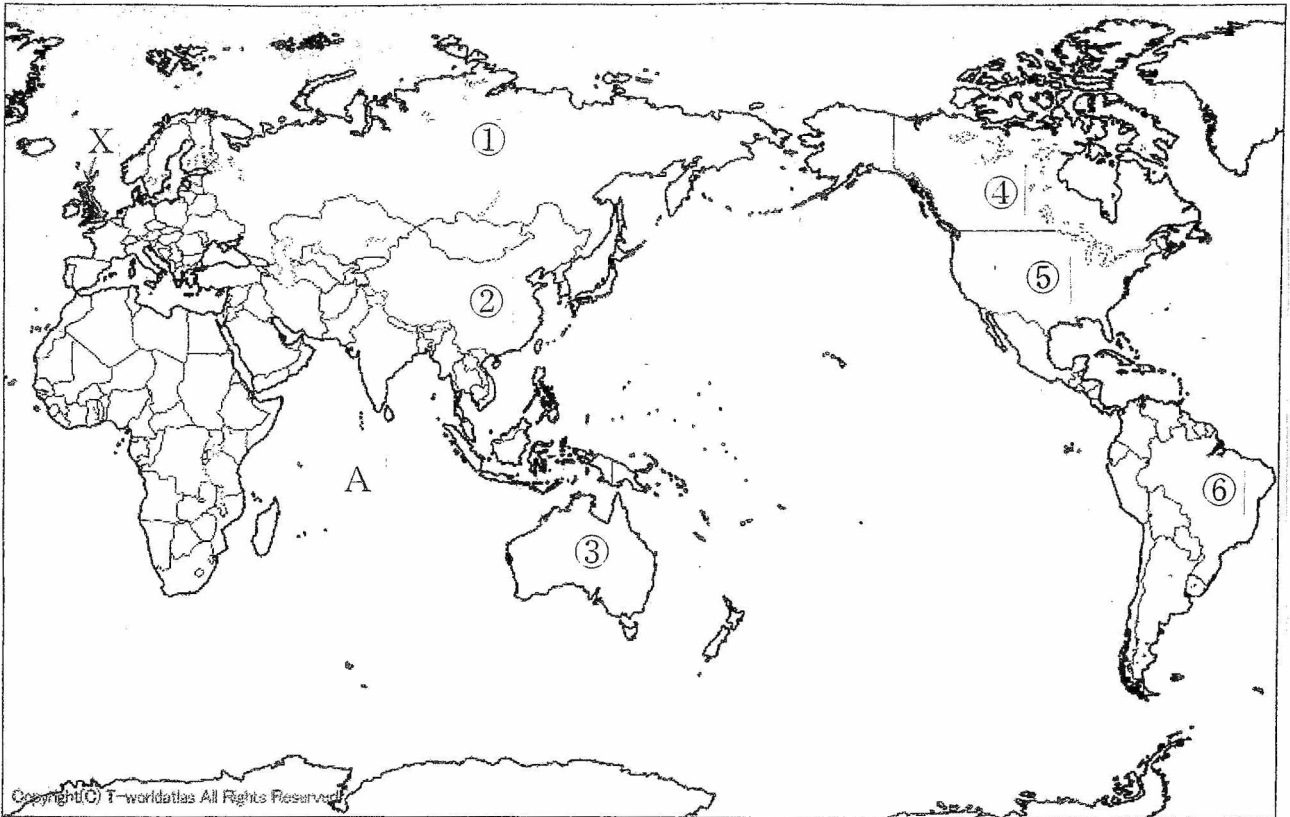 X
①
④
⑤
②
A
⑥
③
Copyright(C) T-worldatlas All Rights Reserved